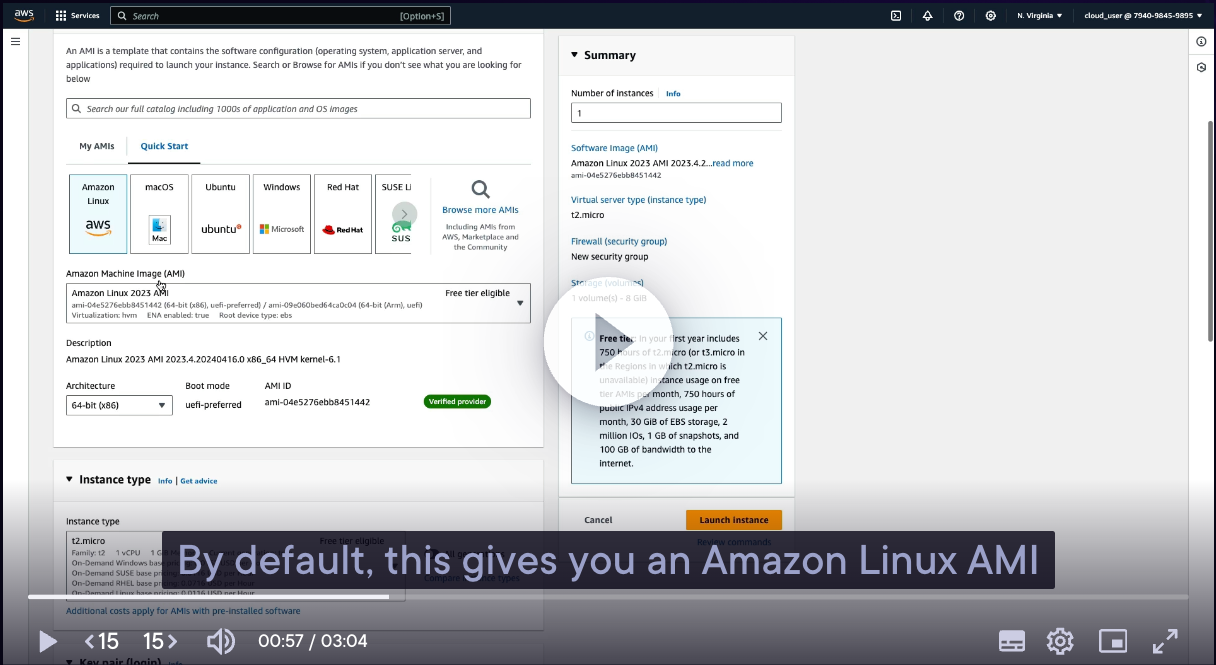 aws
Services
Search
[Option+S]
N. Virginia
cloud_user @ 7940-9845-9895
An AMI is a template that contains the software configuration (operating system, application server, and
applications) required to launch your instance. Search or Browse for AMIs if you don't see what you are looking for
below
Search our full catalog including 1000s of application and OS images
My AMIs
Quick Start
Amazon
Linux
aws
macOS
Mac
Ubuntu
ubuntu
Windows
Microsoft
Red Hat
Red Hat
SUSE Li
SUS
Browse more AMIs
Including AMIs from
AWS, Marketplace and
the Community
Amazon Machine Image (AMI)
Amazon Linux 2023 AMI
Free tier eligible
ami-04e5276ebb8451442 (64-bit (x86), uefi-preferred) / ami-09e060bed64ca0c04 (64-bit (Arm), uefi)
Virtualization: hvm ENA enabled: true Root device type: ebs
Description
Amazon Linux 2023 AMI 2023.4.20240416.0 x86_64 HVM kernel-6.1
Architecture
64-bit (x86)
Boot mode
uefi-preferred
AMI ID
ami-04e5276ebb8451442
Verified provider
Instance type
Info | Get advice
Instance type
t2.micro
Free tier eligible
Family: t2 1 vCPU
On-Demand Windows base
On-Demand SUSE base
On-Demand RHEL base
On-Demand Linux base pricing: 0.0116 USD per Hour
Additional costs apply for AMIs with pre-installed software
Key pair (login) Info
Summary
Number of instances
Info
1
Software Image (AMI)
Amazon Linux 2023 AMI 2023.4.2...read more
ami-04e5276ebb8451442
Virtual server type (instance type)
t2.micro
Firewall (security group)
New security group
Storage (volumes)
1 volume(s) - 8 GiB
Free tier: In your first year includes
750 hours of t2.micro (or t3.micro in
the Regions in which t2.micro is
unavailable) instance usage on free
tier AMIs per month, 750 hours of
public IPv4 address usage per
month, 30 GiB of EBS storage, 2
million IOs, 1 GB of snapshots, and
100 GB of bandwidth to the
internet.
Cancel
Launch instance
Review commands
By default, this gives you an Amazon Linux AMI
15
15
00:57 / 03:04